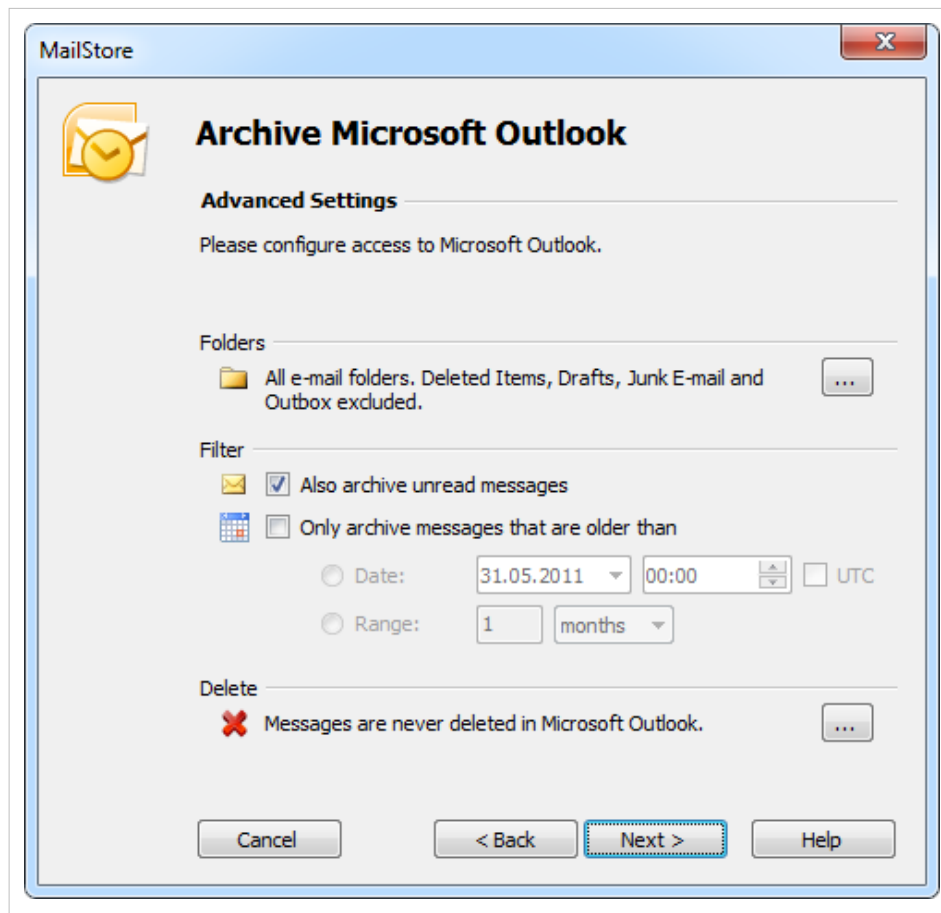 MailStore
Archive Microsoft Outlook
Advanced Settings
Please configure access to Microsoft Outlook.
Folders
All e-mail folders. Deleted Items, Drafts, Junk E-mail and
Outbox excluded.
...
Filter
Also archive unread messages
Only archive messages that are older than
Date: 31.05.2011 00:00 UTC
Range: 1 months
Delete
Messages are never deleted in Microsoft Outlook.
...
Cancel < Back Next > Help